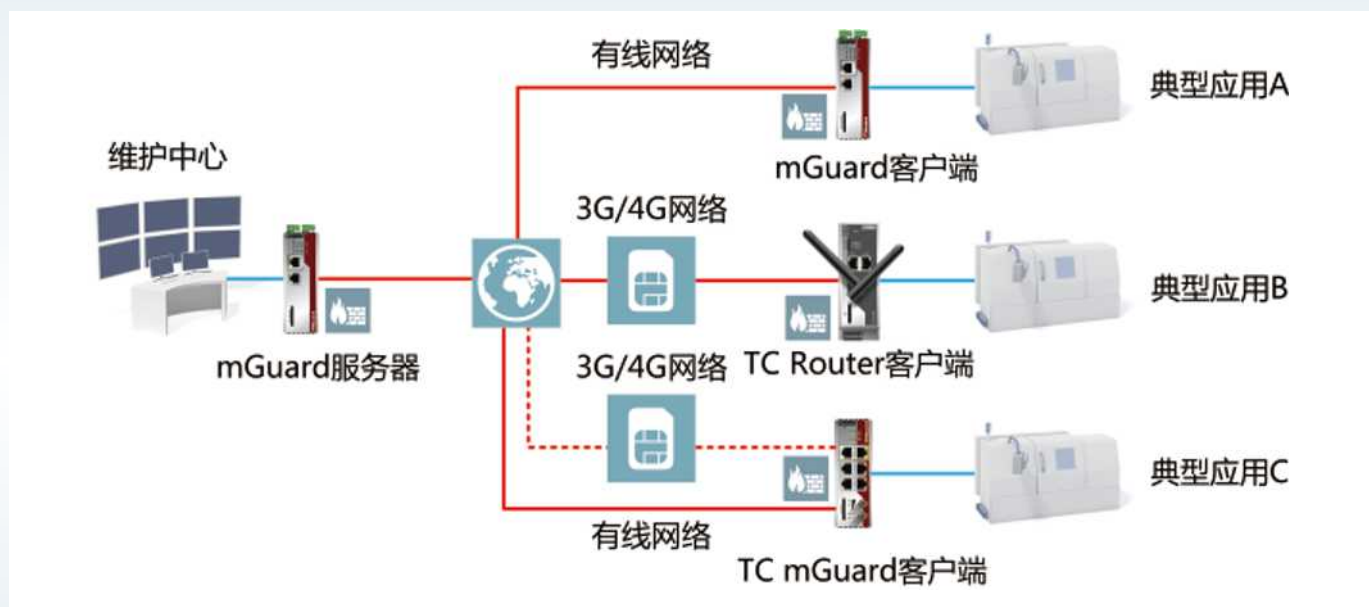 有线网络
典型应用A
维护中心
mGuard客户端
3G/4G网络
典型应用B
mGuard服务器
3G/4G网络
TC Router客户端
典型应用C
有线网络
TC mGuard客户端